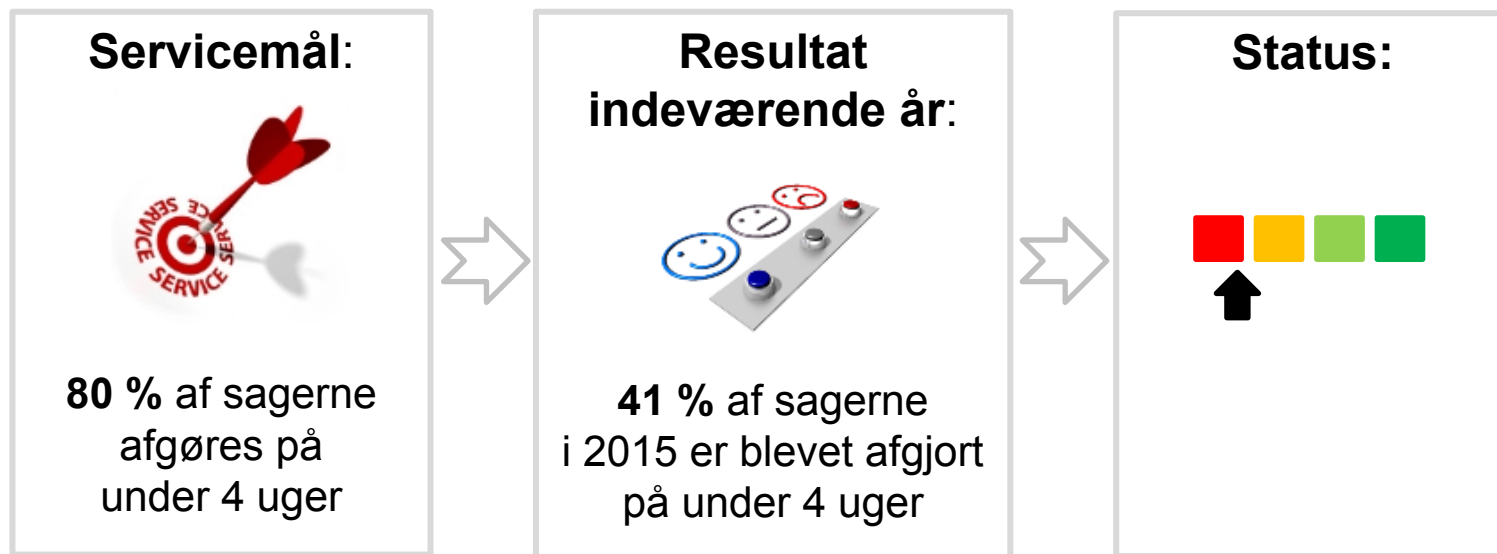 Servicemål:
SERVICE SERVICE SERVICE
80 % af sagerne
afgøres på
under 4 uger
Resultat
indeværende år:
41 % af sagerne
i 2015 er blevet afgjort
på under 4 uger
Status: